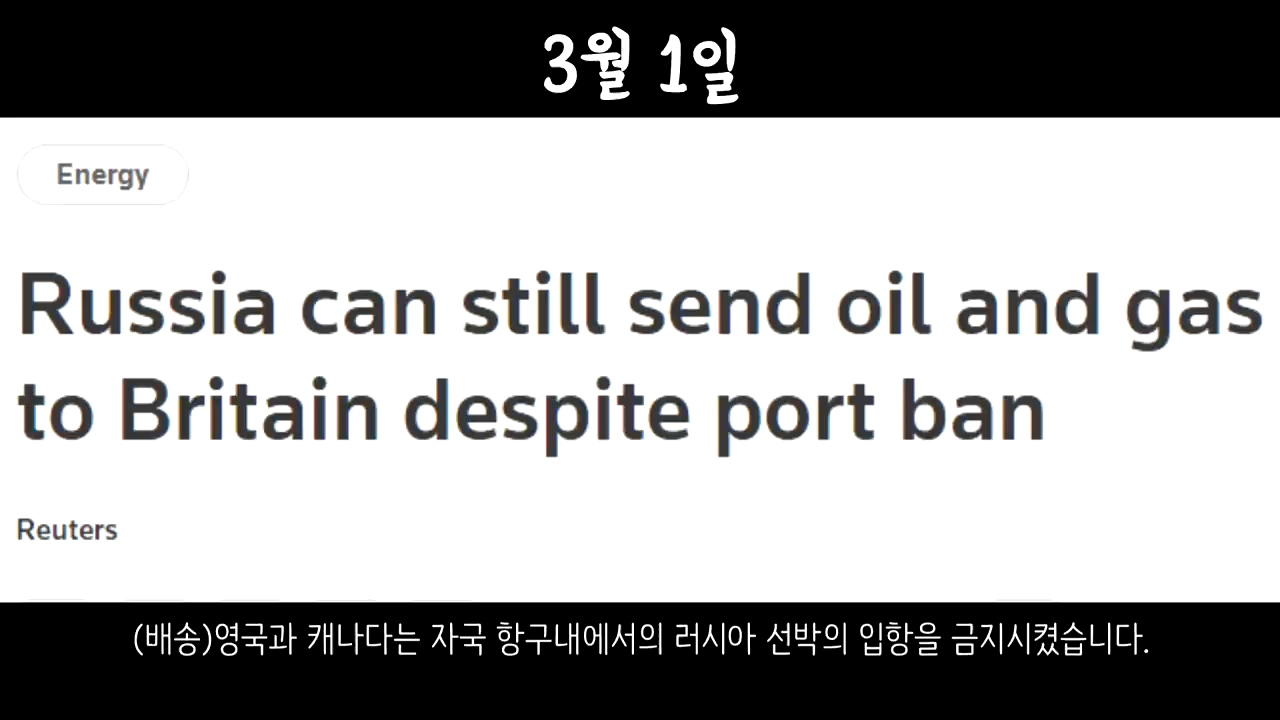 3월 1일
Energy
Russia can still send oil and gas
to Britain despite port ban
Reuters
(배송)영국과 캐나다는 자국 항구내에서의 러시아 선박의 입항을 금지시켰습니다.